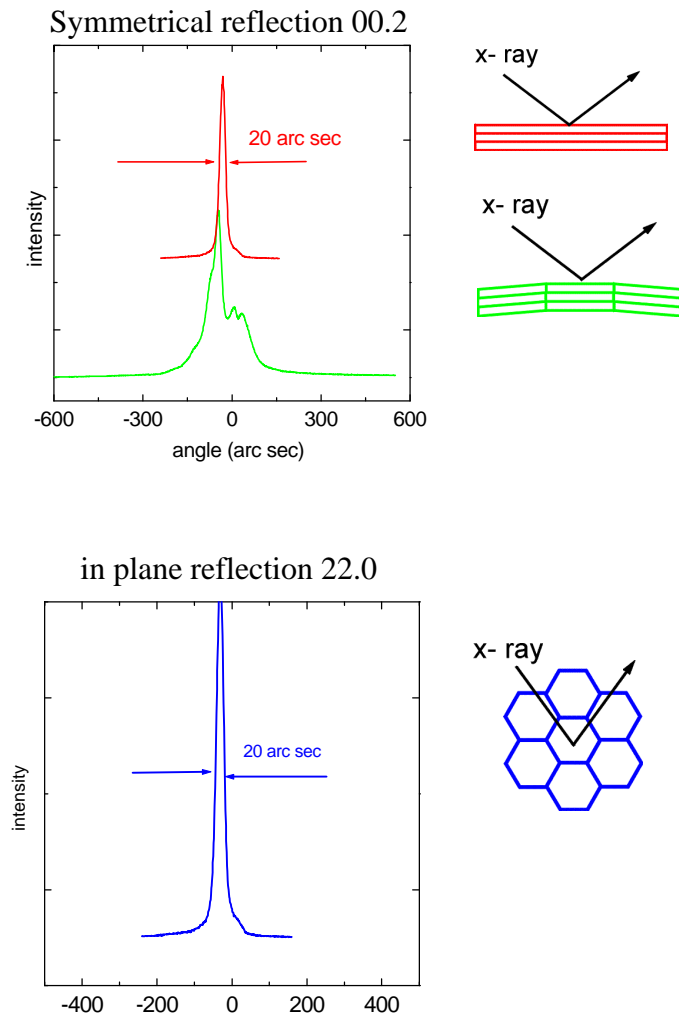 Symmetrical reflection 00.2
x- ray
20 arc sec
x- ray
intensity
-600 -300 0 300 600
angle (arc sec)
in plane reflection 22.0
x- ray
20 arc sec
intensity
-400 -200 0 200 400